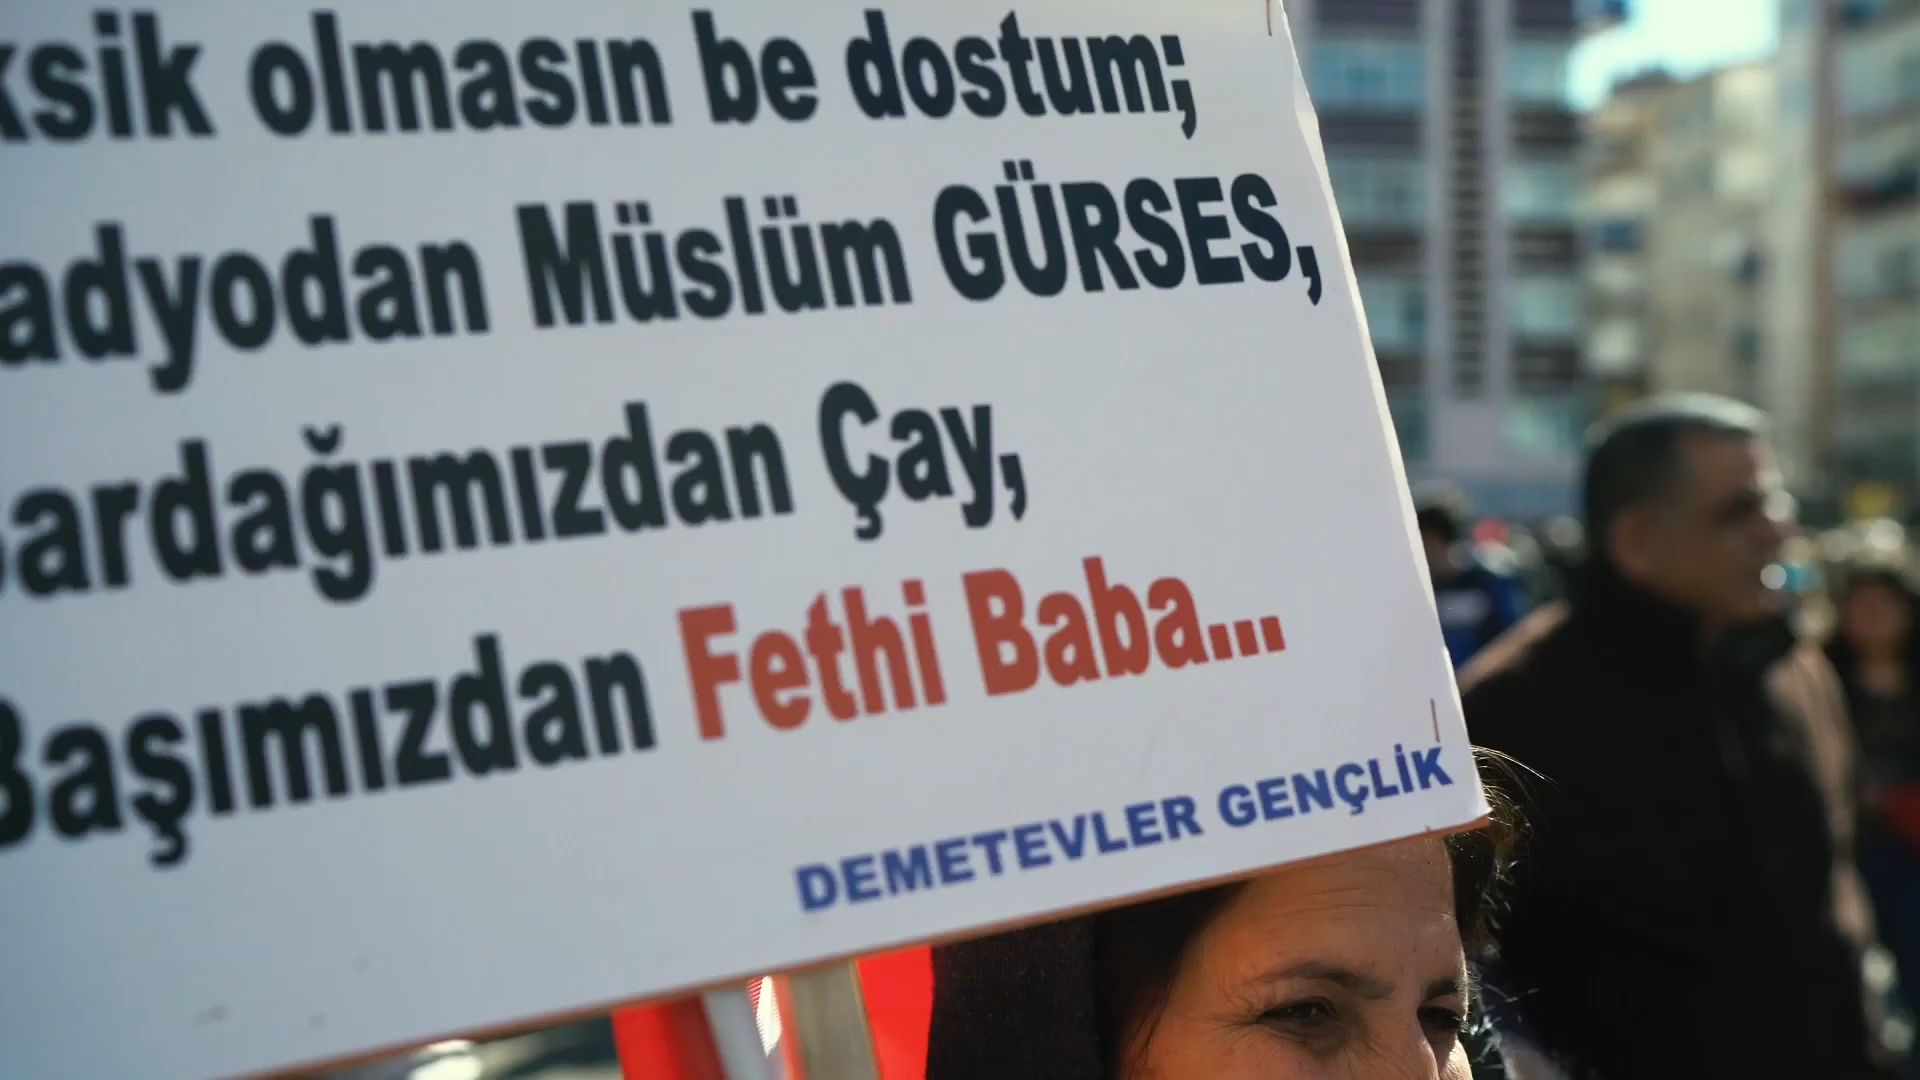 ksik olmasın be dostum;
adyodan Müslüm GÜRSES,
ardağımızdan Çay,
Başımızdan Fethi Baba...
DEMETEVLER GENÇLİK